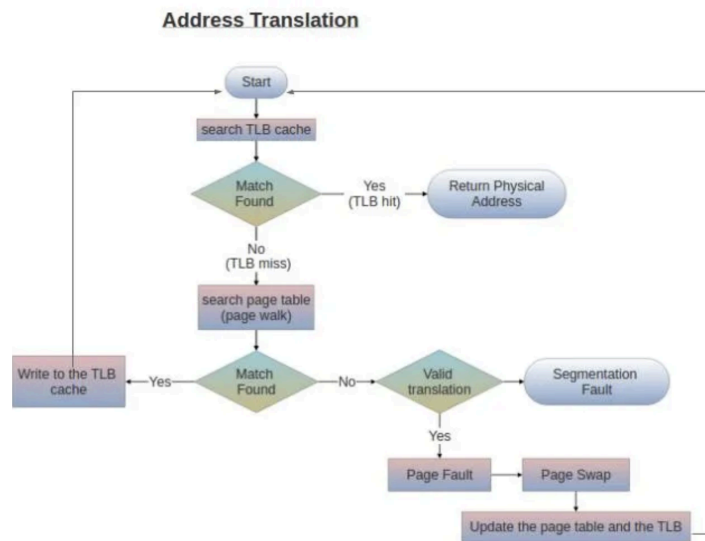 Address Translation
Start
search TLB cache
Match
Found
Yes
(TLB hit)
Return Physical
Address
No
(TLB miss)
search page table
(page walk)
Write to the TLB
cache
Yes
Match
Found
No
Valid
translation
Segmentation
Fault
Yes
Page Fault
Page Swap
Update the page table and the TLB